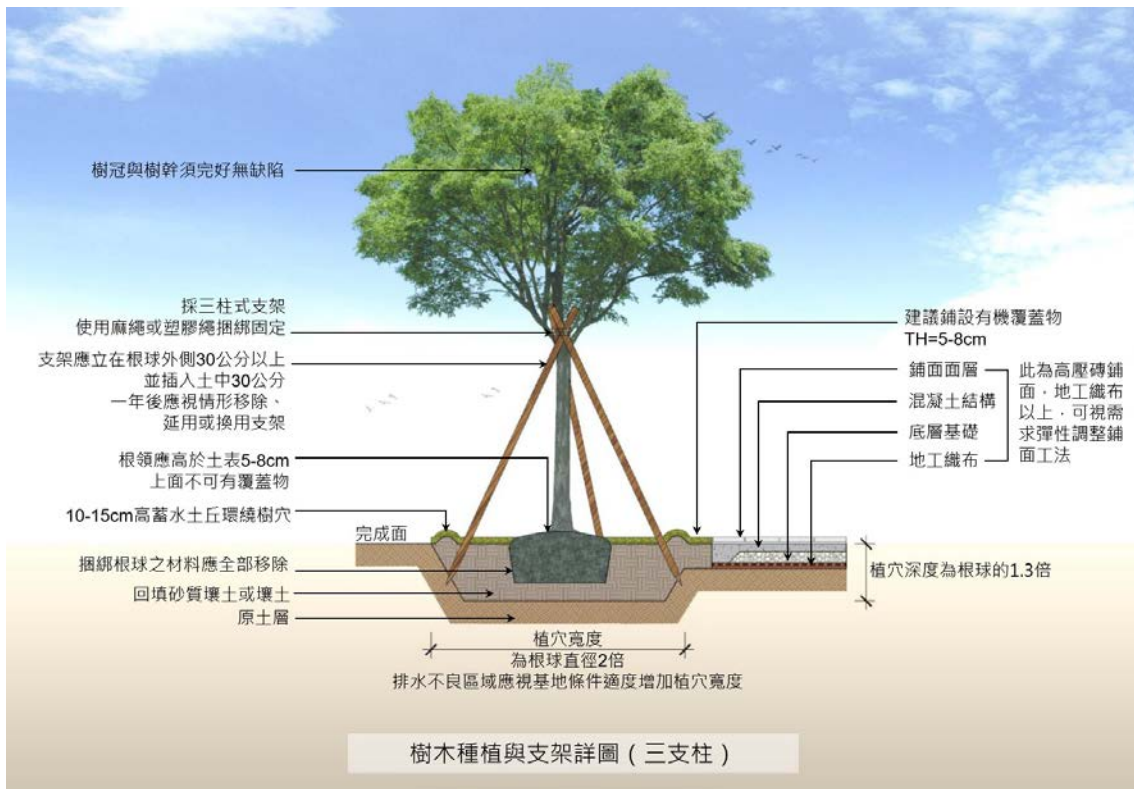 樹冠與樹幹須完好無缺陷
採三柱式支架
使用麻繩或塑膠繩捆綁固定
支架應立在根球外側30公分以上
並插入土中30公分
一年後應視情形移除、
延用或換用支架
根領應高於土表5-8cm
上面不可有覆蓋物
10-15cm高蓄水土丘環繞樹穴
完成面
捆綁根球之材料應全部移除
回填砂質壤土或壤土
原土層
建議鋪設有機覆蓋物
TH=5-8cm
鋪面面層
混凝土結構
底層基礎
地工織布
此為高壓磚鋪
面，地工織布
以上，可視需
求彈性調整鋪
面工法
植穴深度為根球的1.3倍
植穴寬度
為根球直徑2倍
排水不良區域應視基地條件適度增加植穴寬度
樹木種植與支架詳圖（三支柱）